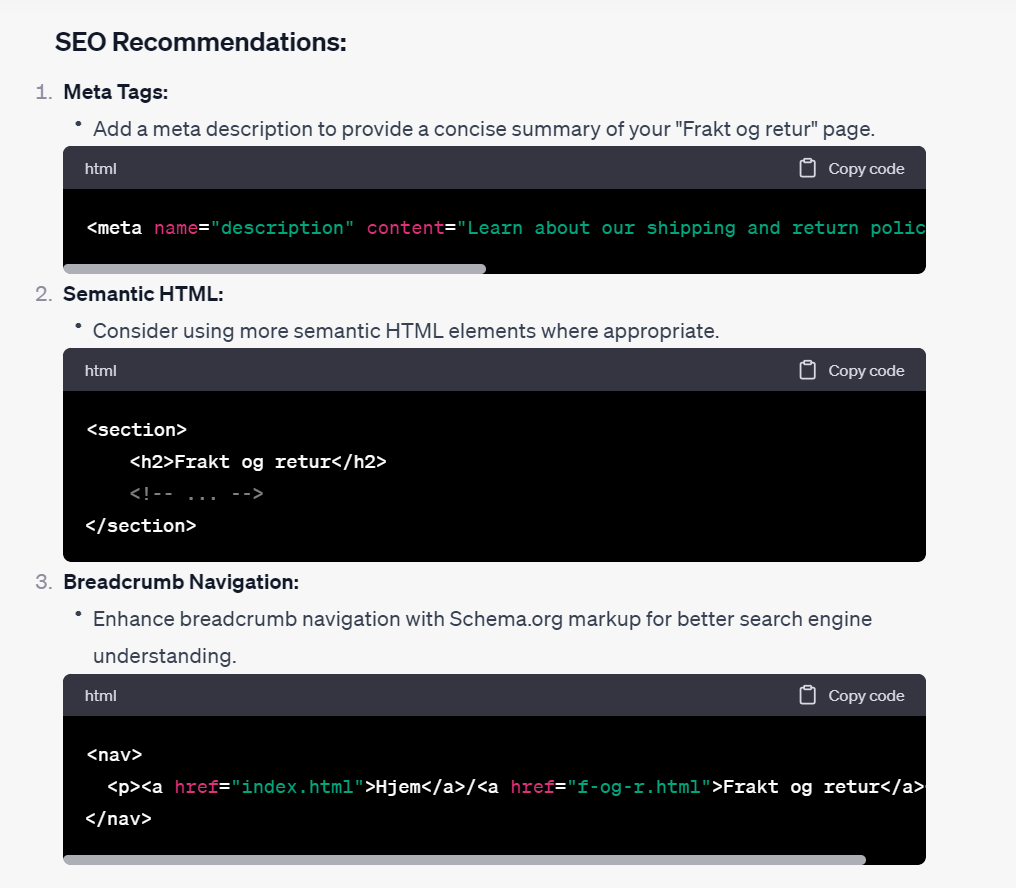 SEO Recommendations:
1. Meta Tags:
• Add a meta description to provide a concise summary of your "Frakt og retur" page.
html Copy code
<meta name="description" content="Learn about our shipping and return polic
2. Semantic HTML:
• Consider using more semantic HTML elements where appropriate.
html Copy code
<section>
<h2>Frakt og retur</h2>
<!-- ... -->
</section>
3. Breadcrumb Navigation:
• Enhance breadcrumb navigation with Schema.org markup for better search engine
understanding.
html Copy code
<nav>
<p><a href="index.html">Hjem</a>/<a href="f-og-r.html">Frakt og retur</a>
</nav>